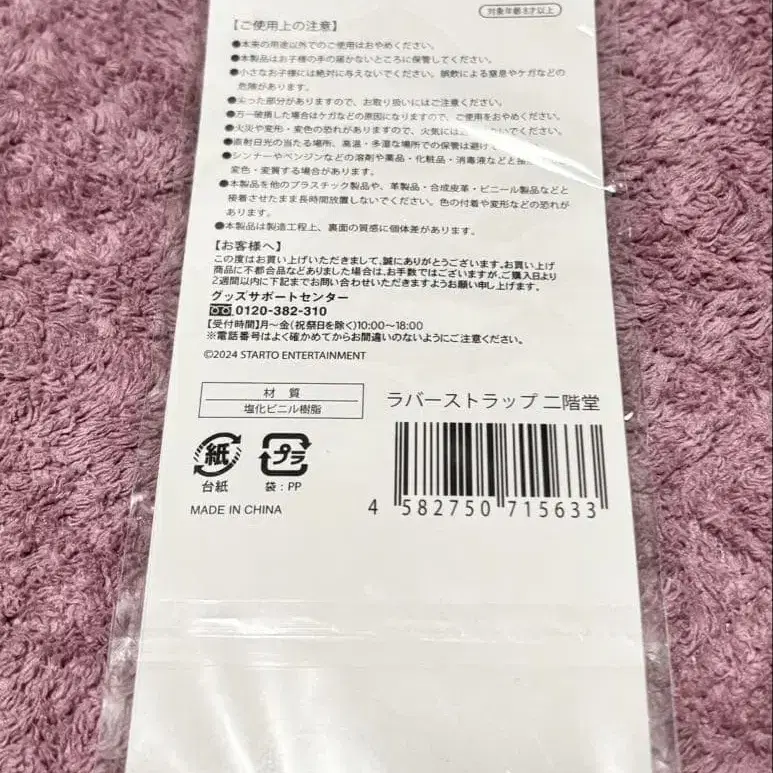 対象年齢8才以上
【ご使用上の注意】
●本来の用途以外でのご使用はおやめください。
●本製品はお子様の手の届かないところに保管してください。
●小さなお子様には絶対に与えないでください。誤飲による窒息やケガなどの
危険があります。
●尖った部分がありますので、お取り扱いにはご注意ください。
●万一破損した場合はケガなどの原因になりますので、ご使用をおやめください。
●火災や変形・変色の恐れがありますので、火気には いでください。
●直射日光の当たる場所、高温・多湿な場所での保管は避けて ください。
●シンナーやベンジンなどの溶剤や薬品・化粧品・消毒液などと
変色・変質する場合があります。
●本製品を他のプラスチック製品や、革製品・合成皮革・ビニール製品などと
接着させたまま長時間放置しないでください。色の付着や変形などの恐れが
あります。
●本製品は製造工程上、裏面の質感に個体差があります。
【お客様へ】
この度はお買い上げいただきまして、誠にありがとうございます。お買い上げ
商品に不都合品などありました場合は、お手数ではございますが、ご購入日より
2週間以内に下記までお問い合わせいただきますようお願い申し上げます。
グッズサポートセンター
0120-382-310
【受付時間】月～金(祝祭日を除く)10:00～18:00
※電話番号はよく確かめてからお間違いのないようにご注意ください。
©2024 STARTO ENTERTAINMENT
材 質
塩化ビニル樹脂
ラバーストラップ 二階堂
紙
プラ
台紙
袋:PP
MADE IN CHINA
4 582750 715633